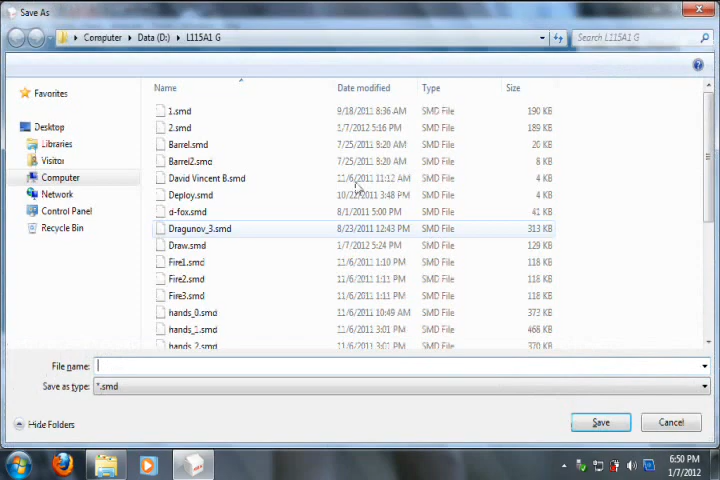 Save As
Computer Data (D:) L115A1 G
Search L115A1 G
Name Date modified Type Size
Favorites
Desktop
Libraries
Visitor
Computer
Network
Control Panel
Recycle Bin
1.smd 9/18/2011 8:36 AM SMD File 190 KB
2.smd 1/7/2012 5:16 PM SMD File 189 KB
Barrel.smd 7/25/2011 8:20 AM SMD File 20 KB
Barrel2.smd 7/25/2011 8:20 AM SMD File 8 KB
David Vincent B.smd 11/6/2011 11:12 AM SMD File 4 KB
Deploy.smd 3:48 PM SMD File 4 KB
d-fox.smd 8/1/2011 5:00 PM SMD File 41 KB
Dragunov_3.smd 8/23/2011 12:43 PM SMD File 313 KB
Draw.smd 1/7/2012 5:24 PM SMD File 129 KB
Fire1.smd 11/6/2011 1:10 PM SMD File 118 KB
Fire2.smd 11/6/2011 1:11 PM SMD File 118 KB
Fire3.smd 11/6/2011 1:11 PM SMD File 118 KB
hands_0.smd 11/6/2011 10:49 AM SMD File 373 KB
hands_1.smd 11/6/2011 3:01 PM SMD File 468 KB
hands_2.smd 11/6/2011 3:01 PM SMD File 370 KB
File name:
Save as type: *.smd
Hide Folders
Save
Cancel
6:50 PM
1/7/2012